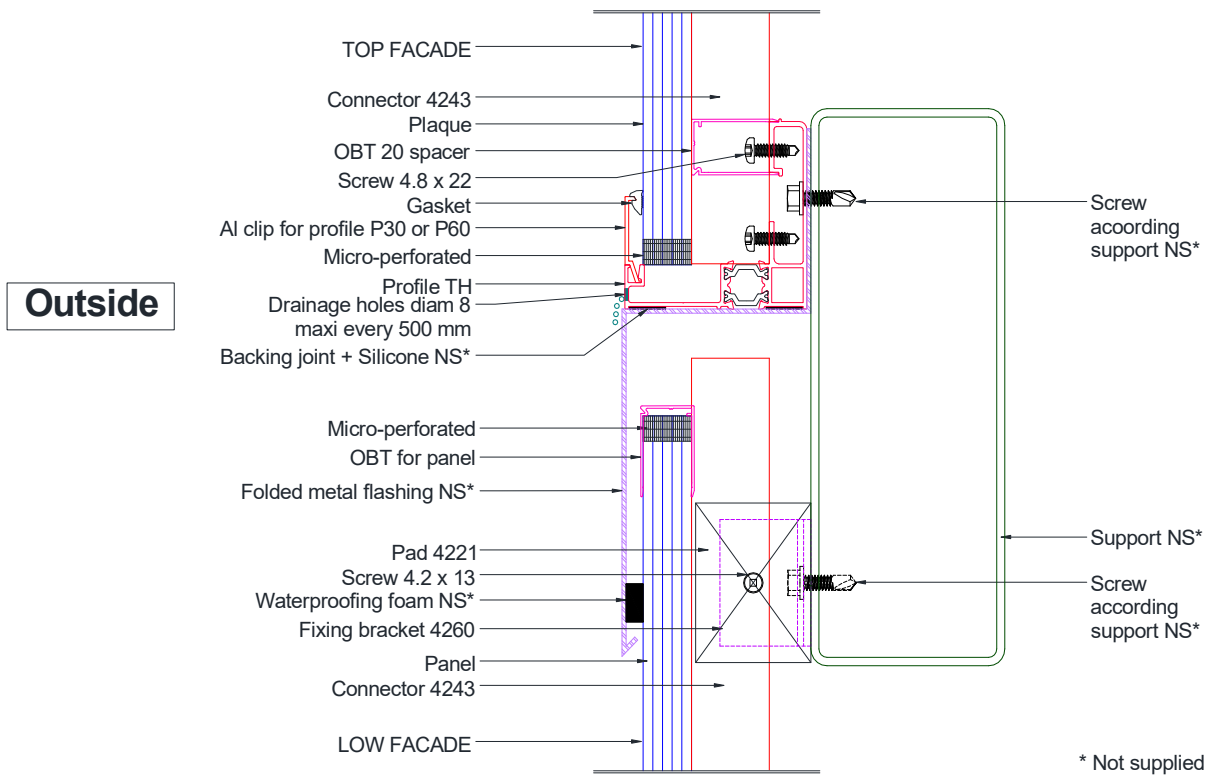 TOP FACADE
Connector 4243
Plaque
OBT 20 spacer
Screw 4.8 x 22
Gasket
Al clip for profile P30 or P60
Micro-perforated
Profile TH
Drainage holes diam 8
maxi every 500 mm
Backing joint + Silicone NS*
Outside
Screw
acoording
support NS*
Micro-perforated
OBT for panel
Folded metal flashing NS*
Pad 4221
Screw 4.2 x 13
Waterproofing foam NS*
Fixing bracket 4260
Panel
Connector 4243
LOW FACADE
Support NS*
Screw
according
support NS*
* Not supplied